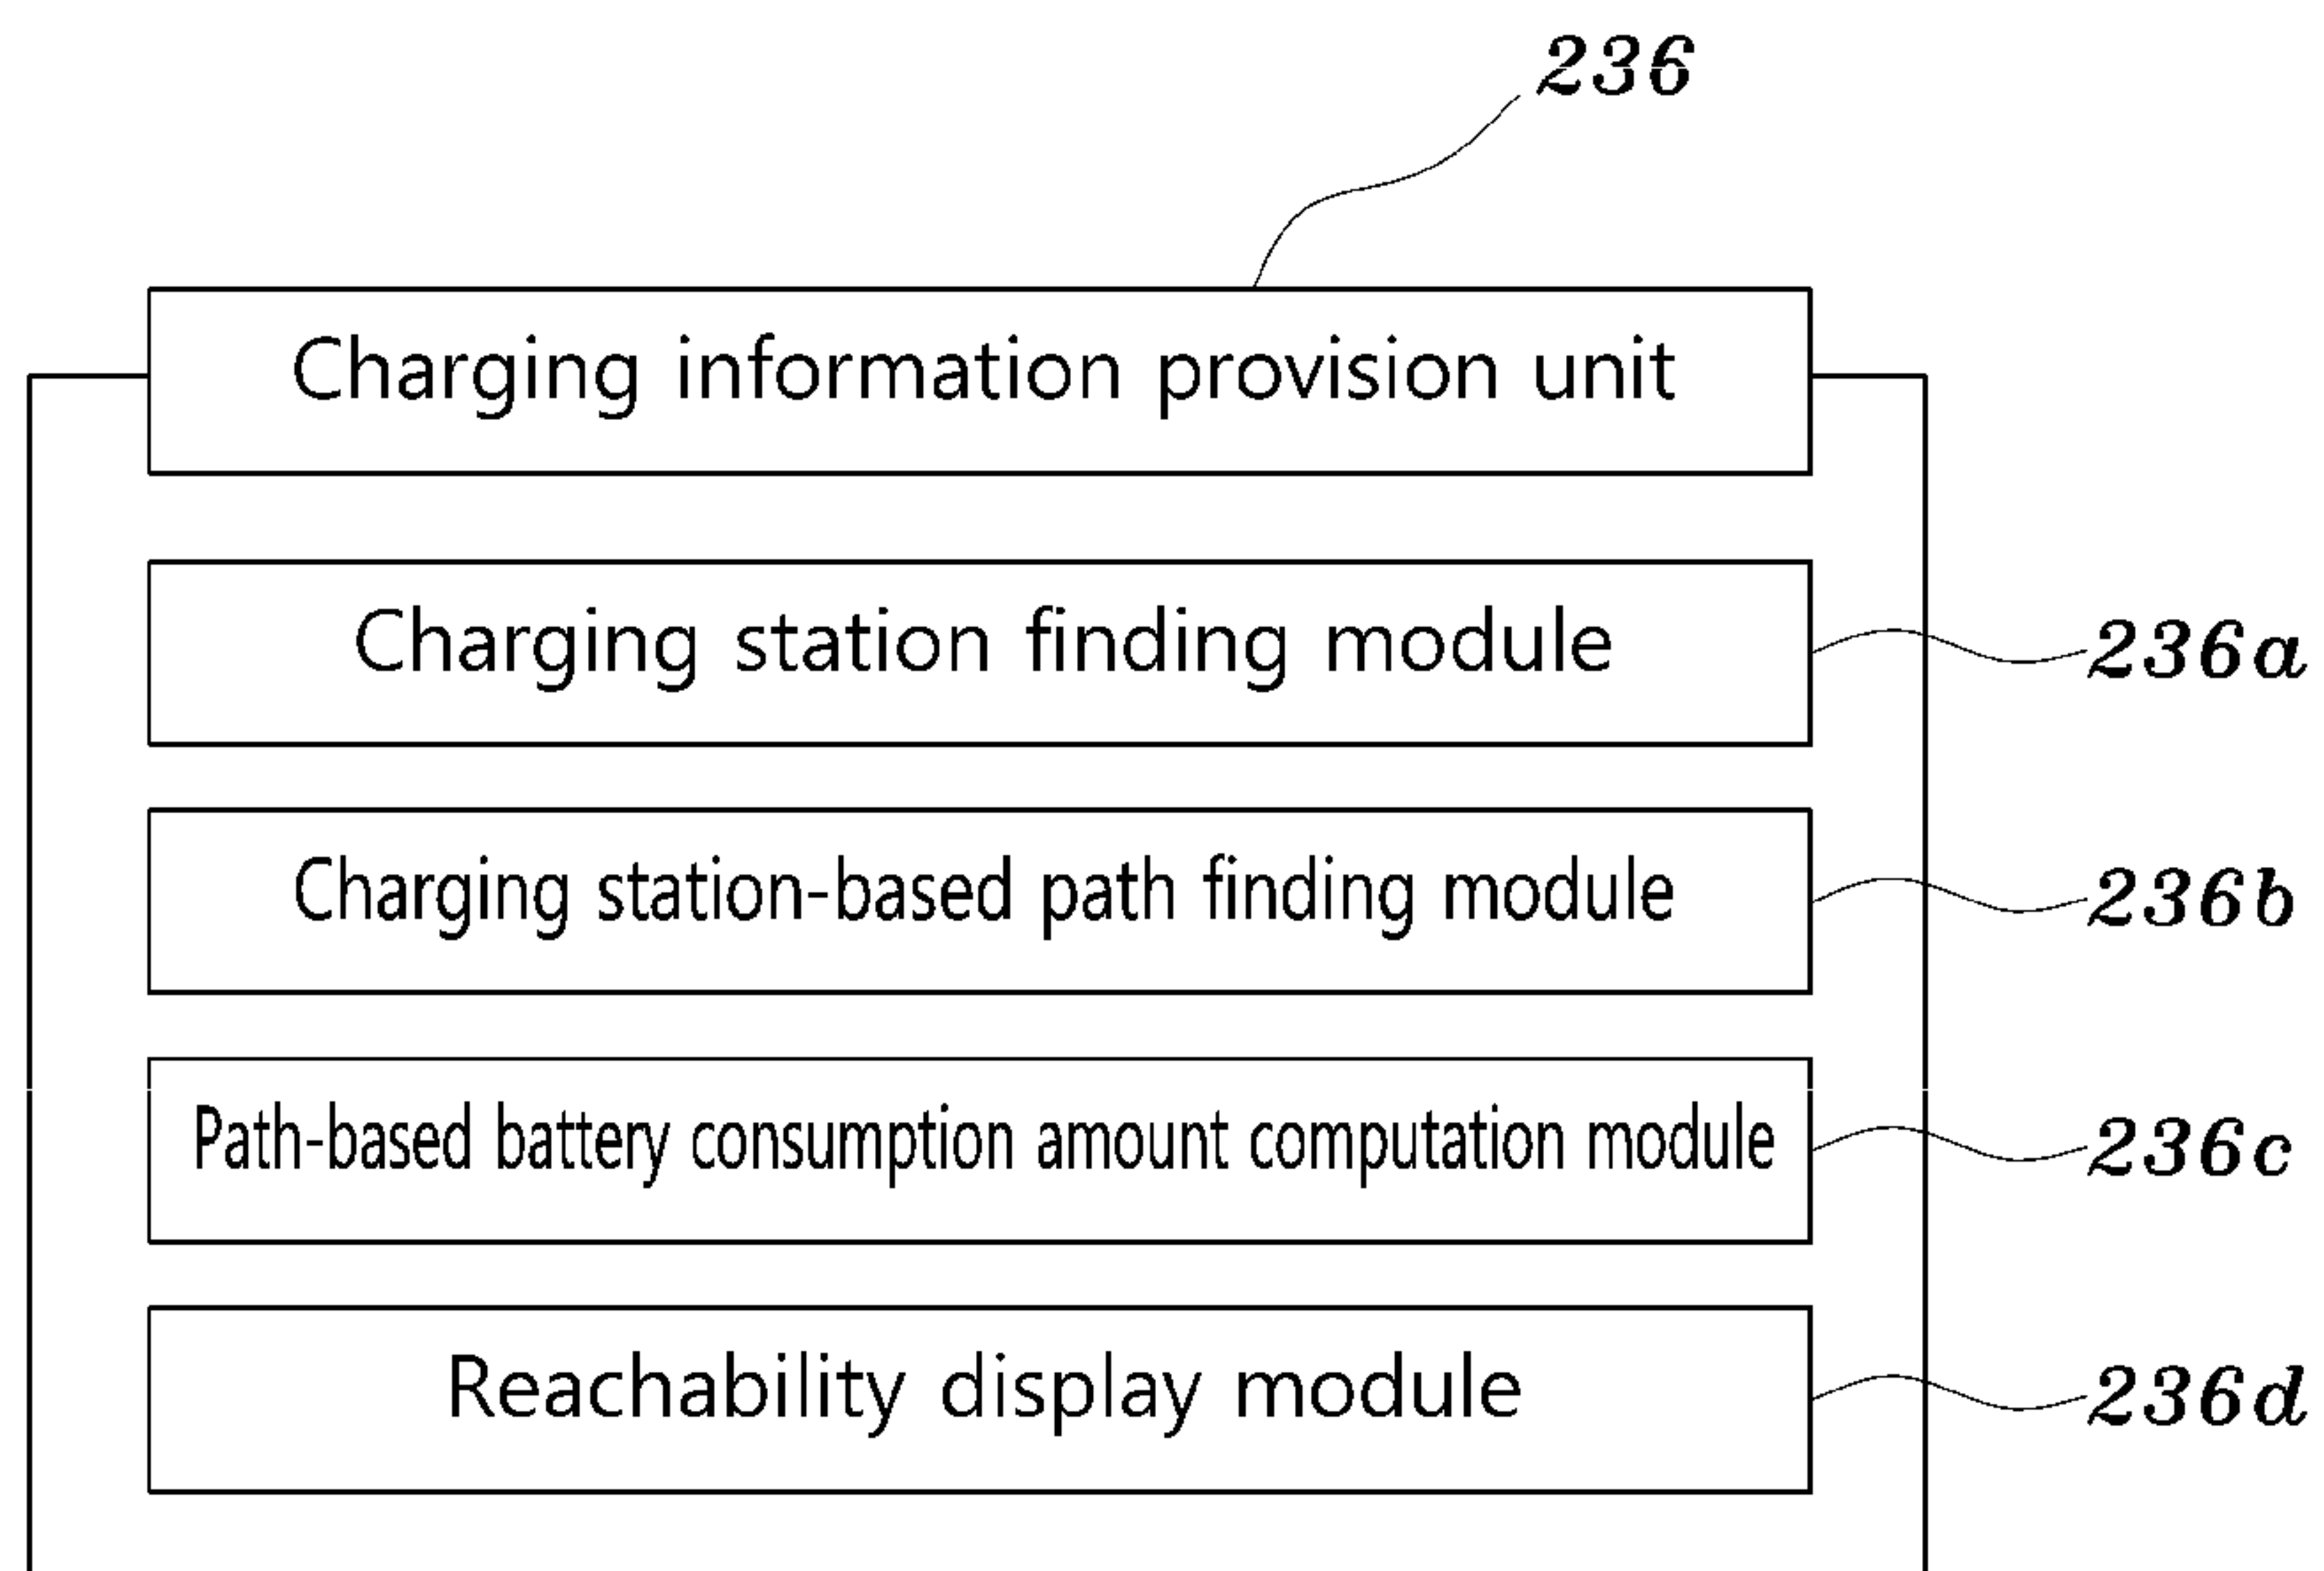 236
Charging information provision unit
Charging station finding module 236a
Charging station-based path finding module 236b
Path-based battery consumption amount computation module 236c
Reachability display module 236d